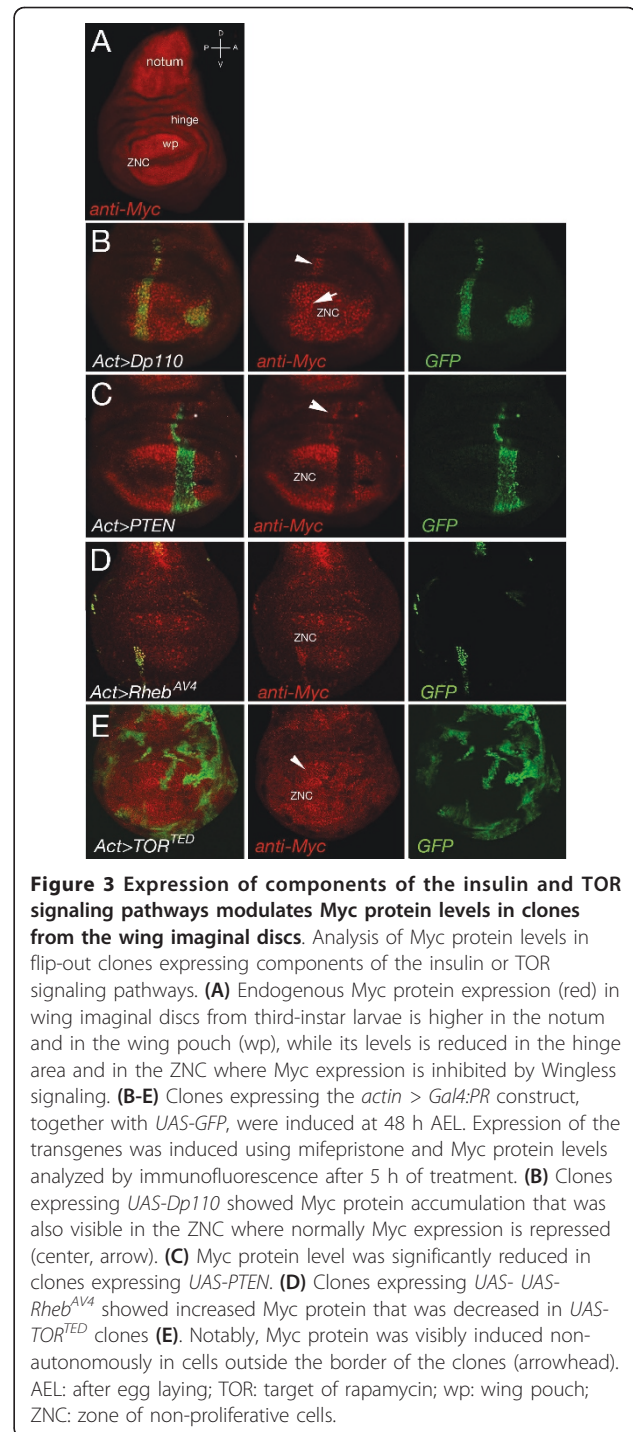 A
D
P A
V
notum
hinge
wp
ZNC
anti-Myc
B
ZNC
Act>Dp110
anti-Myc
GFP
C
ZNC
Act>PTEN
anti-Myc
GFP
D
ZNC
Act>Rheb^AV4
anti-Myc
GFP
E
ZNC
Act>TOR^TED
anti-Myc
GFP
Figure 3 Expression of components of the insulin and TOR
signaling pathways modulates Myc protein levels in clones
from the wing imaginal discs. Analysis of Myc protein levels in
flip-out clones expressing components of the insulin or TOR
signaling pathways. (A) Endogenous Myc protein expression (red) in
wing imaginal discs from third-instar larvae is higher in the notum
and in the wing pouch (wp), while its levels is reduced in the hinge
area and in the ZNC where Myc expression is inhibited by Wingless
signaling. (B-E) Clones expressing the actin > Gal4:PR construct,
together with UAS-GFP, were induced at 48 h AEL. Expression of the
transgenes was induced using mifepristone and Myc protein levels
analyzed by immunofluorescence after 5 h of treatment. (B) Clones
expressing UAS-Dp110 showed Myc protein accumulation that was
also visible in the ZNC where normally Myc expression is repressed
(center, arrow). (C) Myc protein level was significantly reduced in
clones expressing UAS-PTEN. (D) Clones expressing UAS- UAS-
Rheb^AV4 showed increased Myc protein that was decreased in UAS-
TOR^TED clones (E). Notably, Myc protein was visibly induced non-
autonomously in cells outside the border of the clones (arrowhead).
AEL: after egg laying; TOR: target of rapamycin; wp: wing pouch;
ZNC: zone of non-proliferative cells.